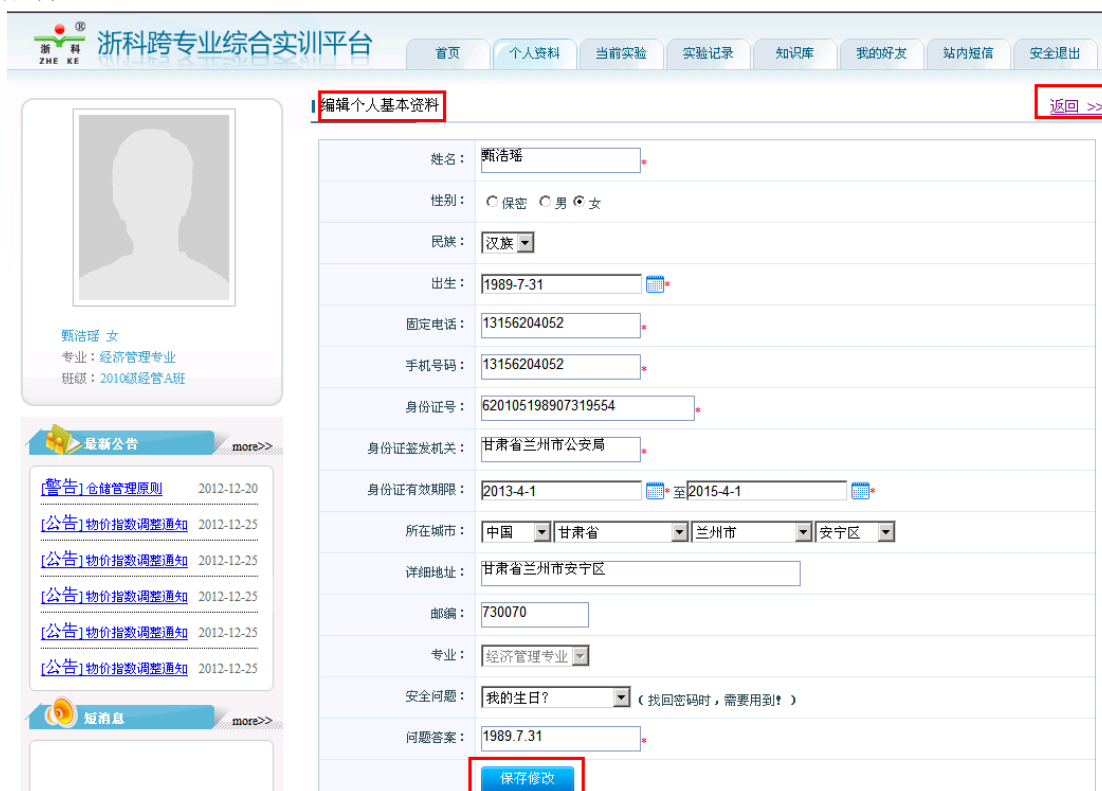 ®
浙科
ZHE KE
浙科跨专业综合实训平台
首页 个人资料 当前实验 实验记录 知识库 我的好友 站内短信 安全退出
编辑个人基本资料
返回 >>
姓名： 甄浩瑶 *
性别： 保密 男 女
民族： 汉族
出生： 1989-7-31 *
固定电话： 13156204052 *
手机号码： 13156204052 *
身份证号： 620105198907319554 *
身份证签发机关： 甘肃省兰州市公安局 *
身份证有效期限： 2013-4-1 * 至 2015-4-1 *
所在城市： 中国 甘肃省 兰州市 安宁区
详细地址： 甘肃省兰州市安宁区
邮编： 730070
专业： 经济管理专业
安全问题： 我的生日? （找回密码时，需要用到！）
问题答案： 1989.7.31 *
保存修改
甄浩瑶 女
专业：经济管理专业
班级：2010级经管A班
最新公告 more>>
[警告] 仓储管理原则 2012-12-20
[公告] 物价指数调整通知 2012-12-25
[公告] 物价指数调整通知 2012-12-25
[公告] 物价指数调整通知 2012-12-25
[公告] 物价指数调整通知 2012-12-25
[公告] 物价指数调整通知 2012-12-25
短消息 more>>